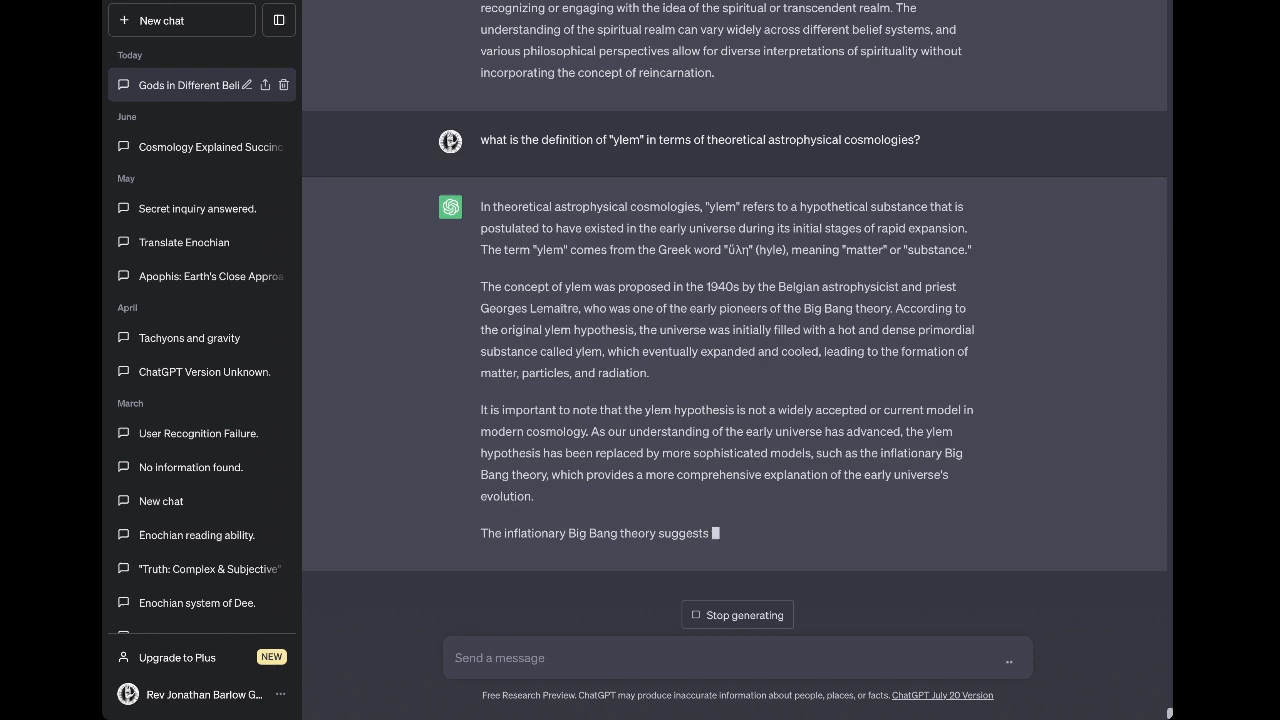 New chat
Today
Gods in Different Beli
June
Cosmology Explained Succinc
May
Secret inquiry answered.
Translate Enochian
Apophis: Earth's Close Approa
April
Tachyons and gravity
ChatGPT Version Unknown.
March
User Recognition Failure.
No information found.
New chat
Enochian reading ability.
"Truth: Complex & Subjective"
Enochian system of Dee.
Upgrade to Plus
NEW
Rev Jonathan Barlow G...
recognizing or engaging with the idea of the spiritual or transcendent realm. The
understanding of the spiritual realm can vary widely across different belief systems, and
various philosophical perspectives allow for diverse interpretations of spirituality without
incorporating the concept of reincarnation.
what is the definition of "ylem" in terms of theoretical astrophysical cosmologies?
In theoretical astrophysical cosmologies, "ylem" refers to a hypothetical substance that is
postulated to have existed in the early universe during its initial stages of rapid expansion.
The term "ylem" comes from the Greek word "ὕλη" (hyle), meaning "matter" or "substance."
The concept of ylem was proposed in the 1940s by the Belgian astrophysicist and priest
Georges Lemaître, who was one of the early pioneers of the Big Bang theory. According to
the original ylem hypothesis, the universe was initially filled with a hot and dense primordial
substance called ylem, which eventually expanded and cooled, leading to the formation of
matter, particles, and radiation.
It is important to note that the ylem hypothesis is not a widely accepted or current model in
modern cosmology. As our understanding of the early universe has advanced, the ylem
hypothesis has been replaced by more sophisticated models, such as the inflationary Big
Bang theory, which provides a more comprehensive explanation of the early universe's
evolution.
The inflationary Big Bang theory suggests
Stop generating
Send a message
Free Research Preview. ChatGPT may produce inaccurate information about people, places, or facts. ChatGPT July 20 Version